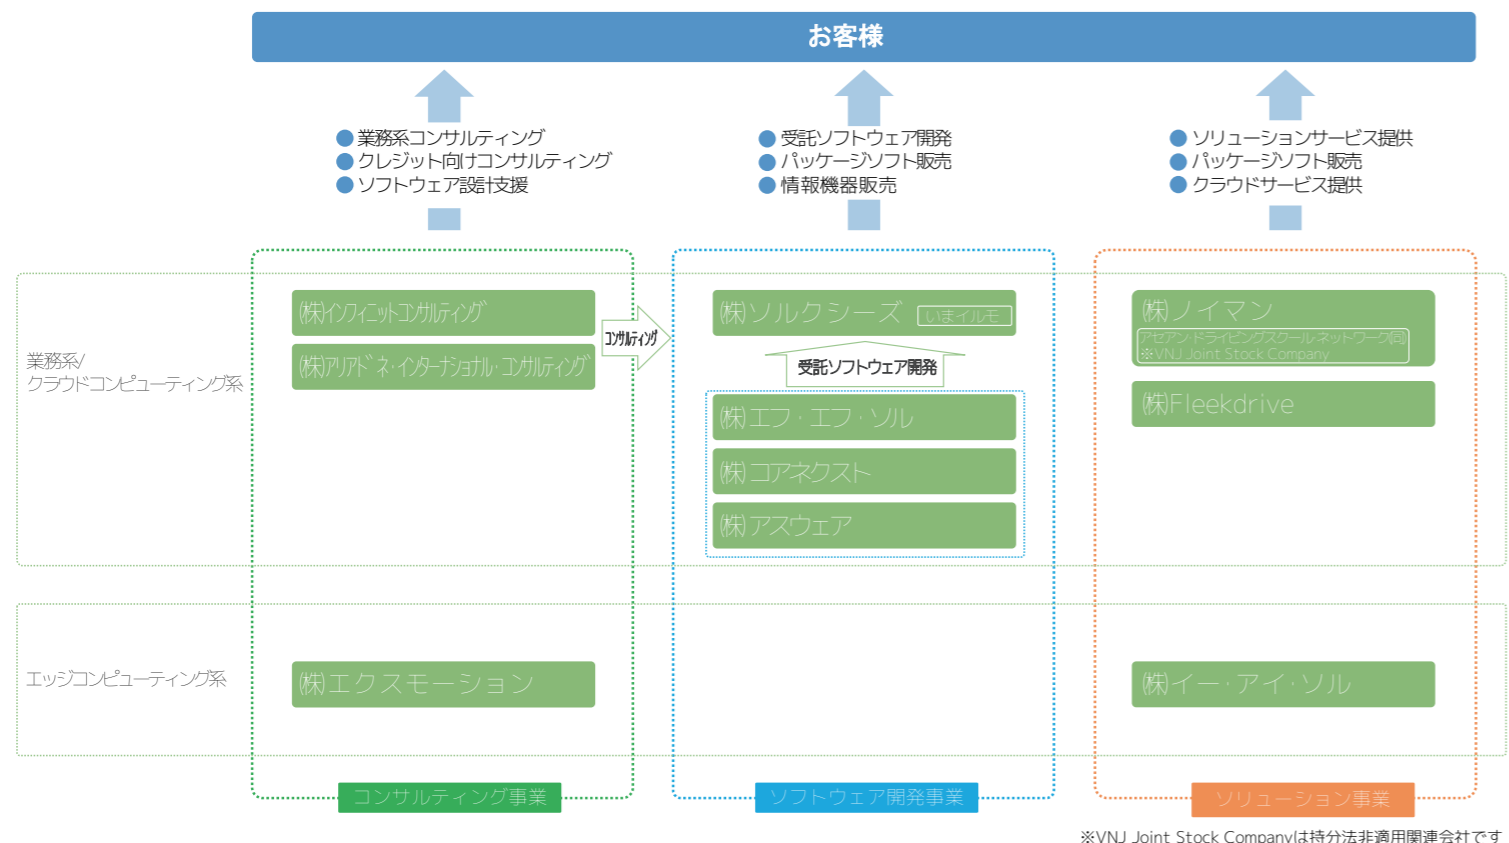 お客様
● 業務系コンサルティング
● クレジット向けコンサルティング
● ソフトウェア設計支援
● 受託ソフトウェア開発
● パッケージソフト販売
● 情報機器販売
● ソリューションサービス提供
● パッケージソフト販売
● クラウドサービス提供
業務系/
クラウドコンピューティング系
㈱インフィニットコンサルティング
㈱アリアドネ・インターナショナル・コンサルティング
コンサルティング
㈱ソルクシーズ いまイルモ
受託ソフトウェア開発
㈱エフ・エフ・ソル
㈱コアネクスト
㈱アスウェア
㈱ノイマン
アセアンドライビングスクールネットワーク㈿
※VNJ Joint Stock Company
㈱Fleekdrive
エッジコンピューティング系
㈱エクスモーション
㈱イー・アイ・ソル
コンサルティング事業
ソフトウェア開発事業
ソリューション事業
※VNJ Joint Stock Companyは持分法非適用関連会社です